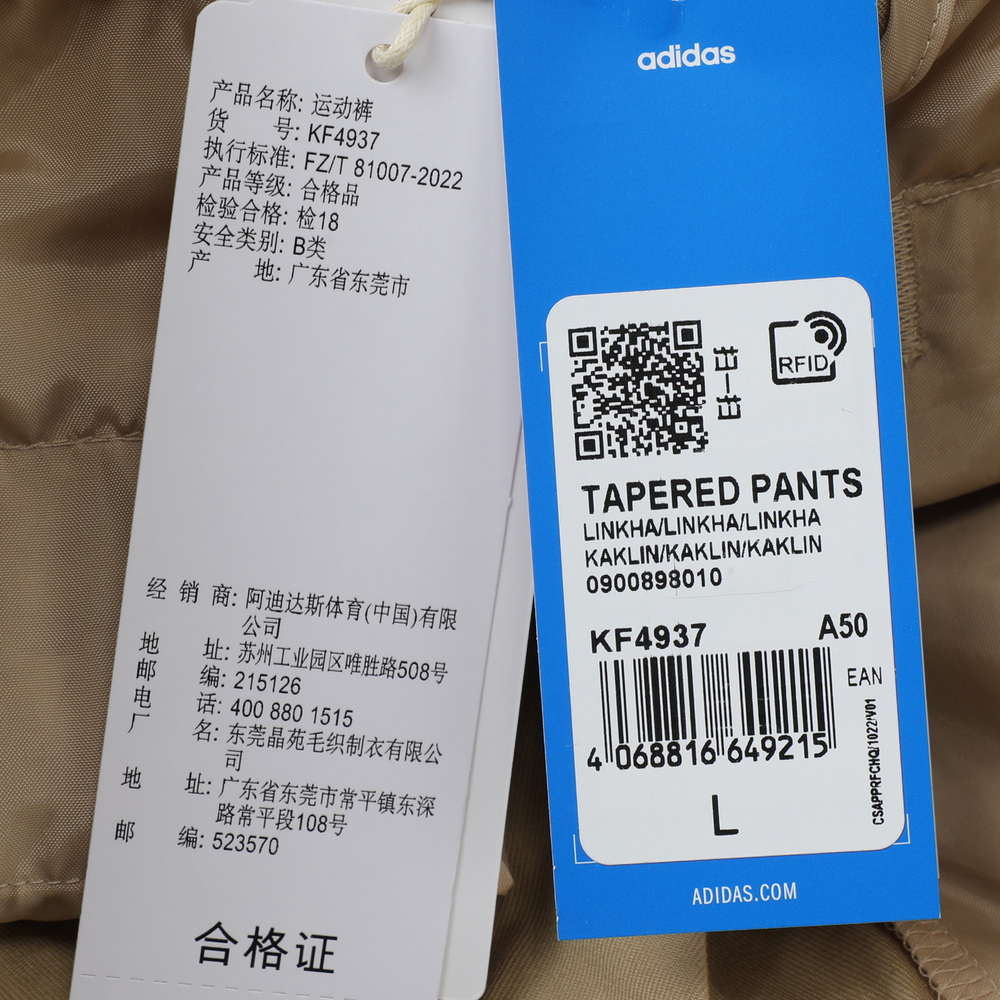 产品名称: 运动裤
货 号: KF4937
执行标准: FZ/T 81007-2022
产品等级: 合格品
检验合格: 检18
安全类别: B类
产 地: 广东省东莞市
经 销 商: 阿迪达斯体育(中国)有限
公司
地 址: 苏州工业园区唯胜路508号
邮 编: 215126
电 话: 400 880 1515
厂 名: 东莞晶苑毛织制衣有限公
司
地 址: 广东省东莞市常平镇东深
路常平段108号
邮 编: 523570
合格证
adidas
扫一扫
RFID
TAPERED PANTS
LINKHA/LINKHA/LINKHA
KAKLIN/KAKLIN/KAKLIN
0900898010
KF4937 A50
EAN
4 068816 649215
CSAPPRFCHQ/1022/V01
L
ADIDAS.COM